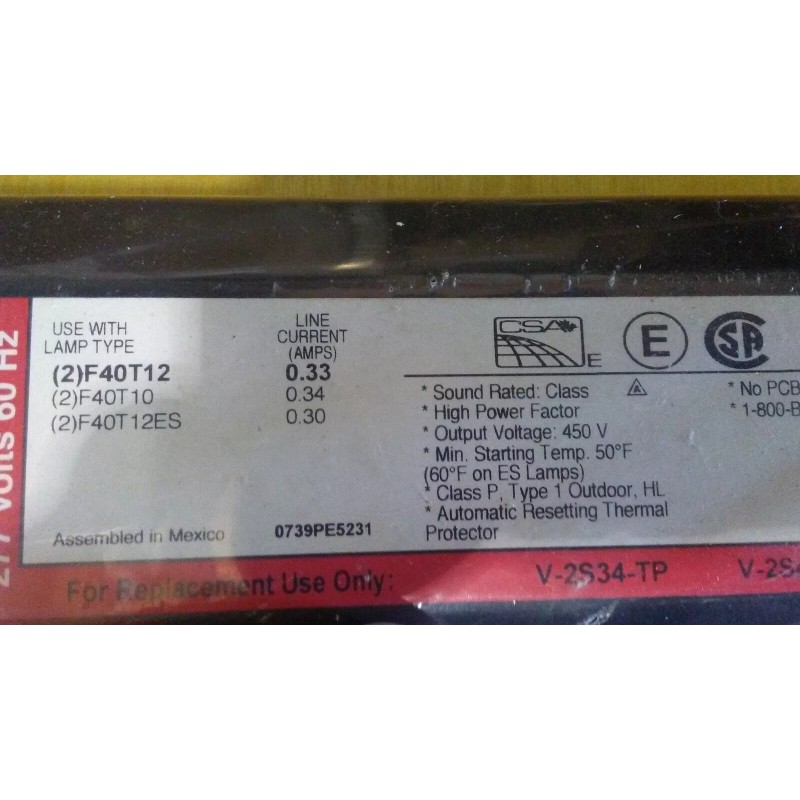 277 Volts 60 Hz
USE WITH
LAMP TYPE
LINE
CURRENT
(AMPS)
(2)F40T12 0.33
(2)F40T10 0.34
(2)F40T12ES 0.30
Assembled in Mexico 0739PE5231
CSA
E
E
SA
* Sound Rated: Class A
* High Power Factor
* Output Voltage: 450 V
* Min. Starting Temp. 50°F
(60°F on ES Lamps)
* Class P, Type 1 Outdoor, HL
* Automatic Resetting Thermal
Protector
* No PCB
* 1-800-B
For Replacement Use Only: V-2S34-TP V-2S4